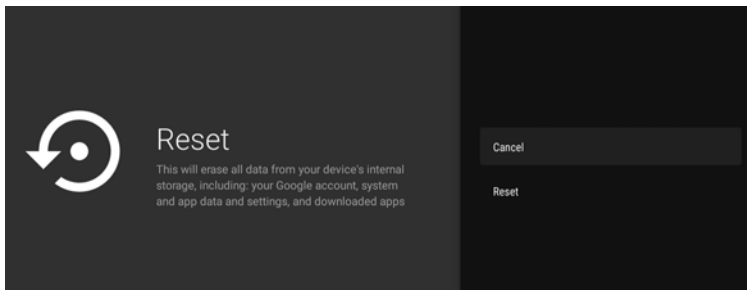 Reset
This will erase all data from your device's internal
storage, including: your Google account, system
and app data and settings, and downloaded apps
Cancel
Reset